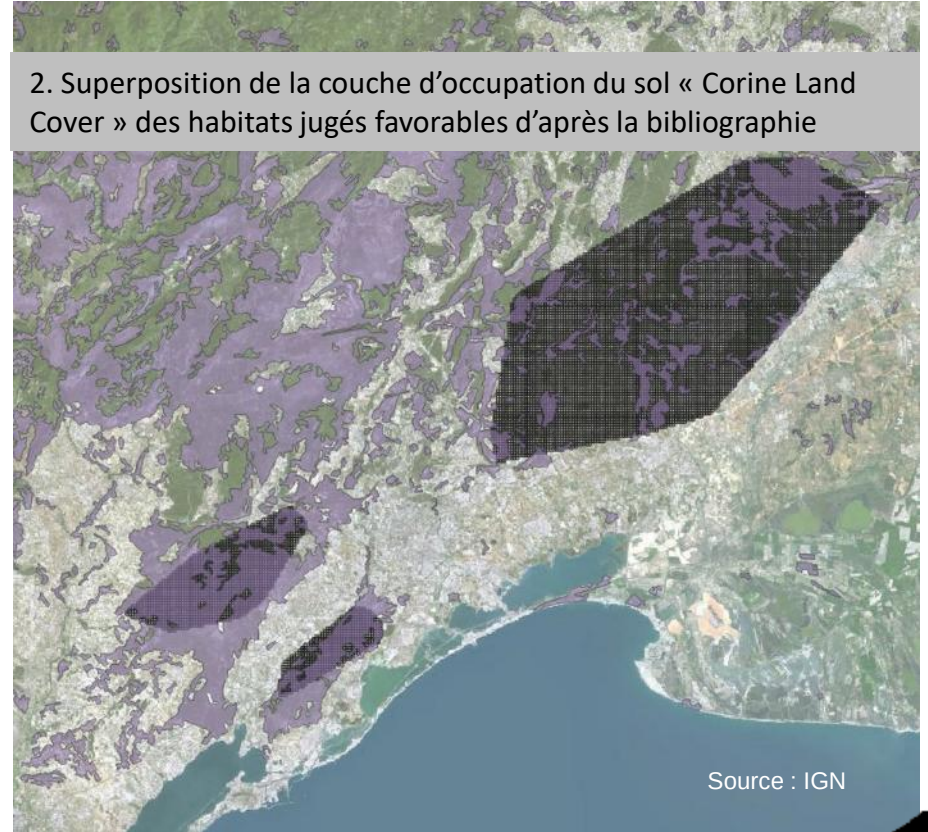 2. Superposition de la couche d’occupation du sol « Corine Land
Cover » des habitats jugés favorables d’après la bibliographie
Source : IGN